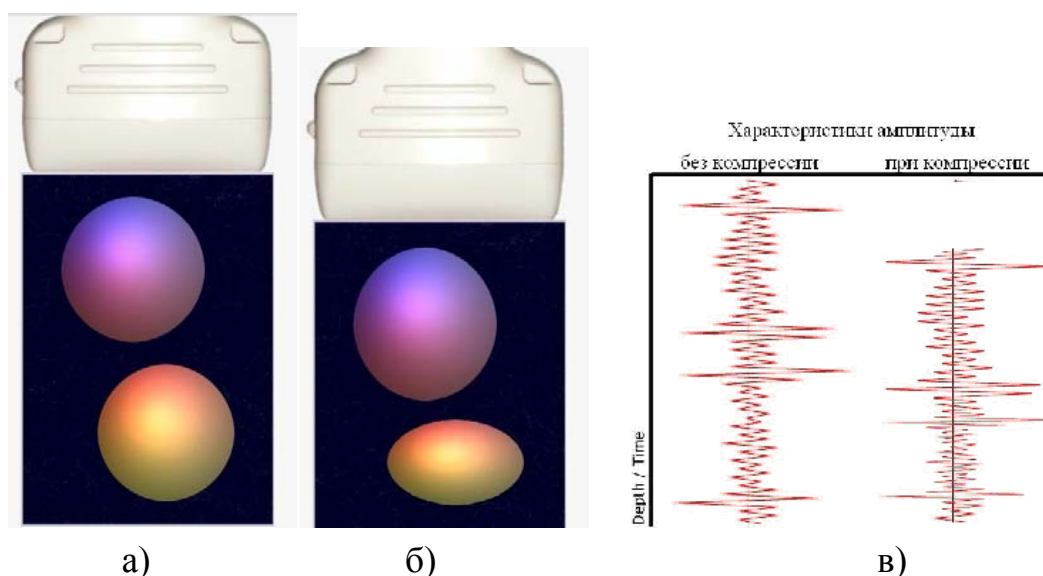 Характеристики амплитуды
без компрессии при компрессии
Depth / Time
а) б) в)